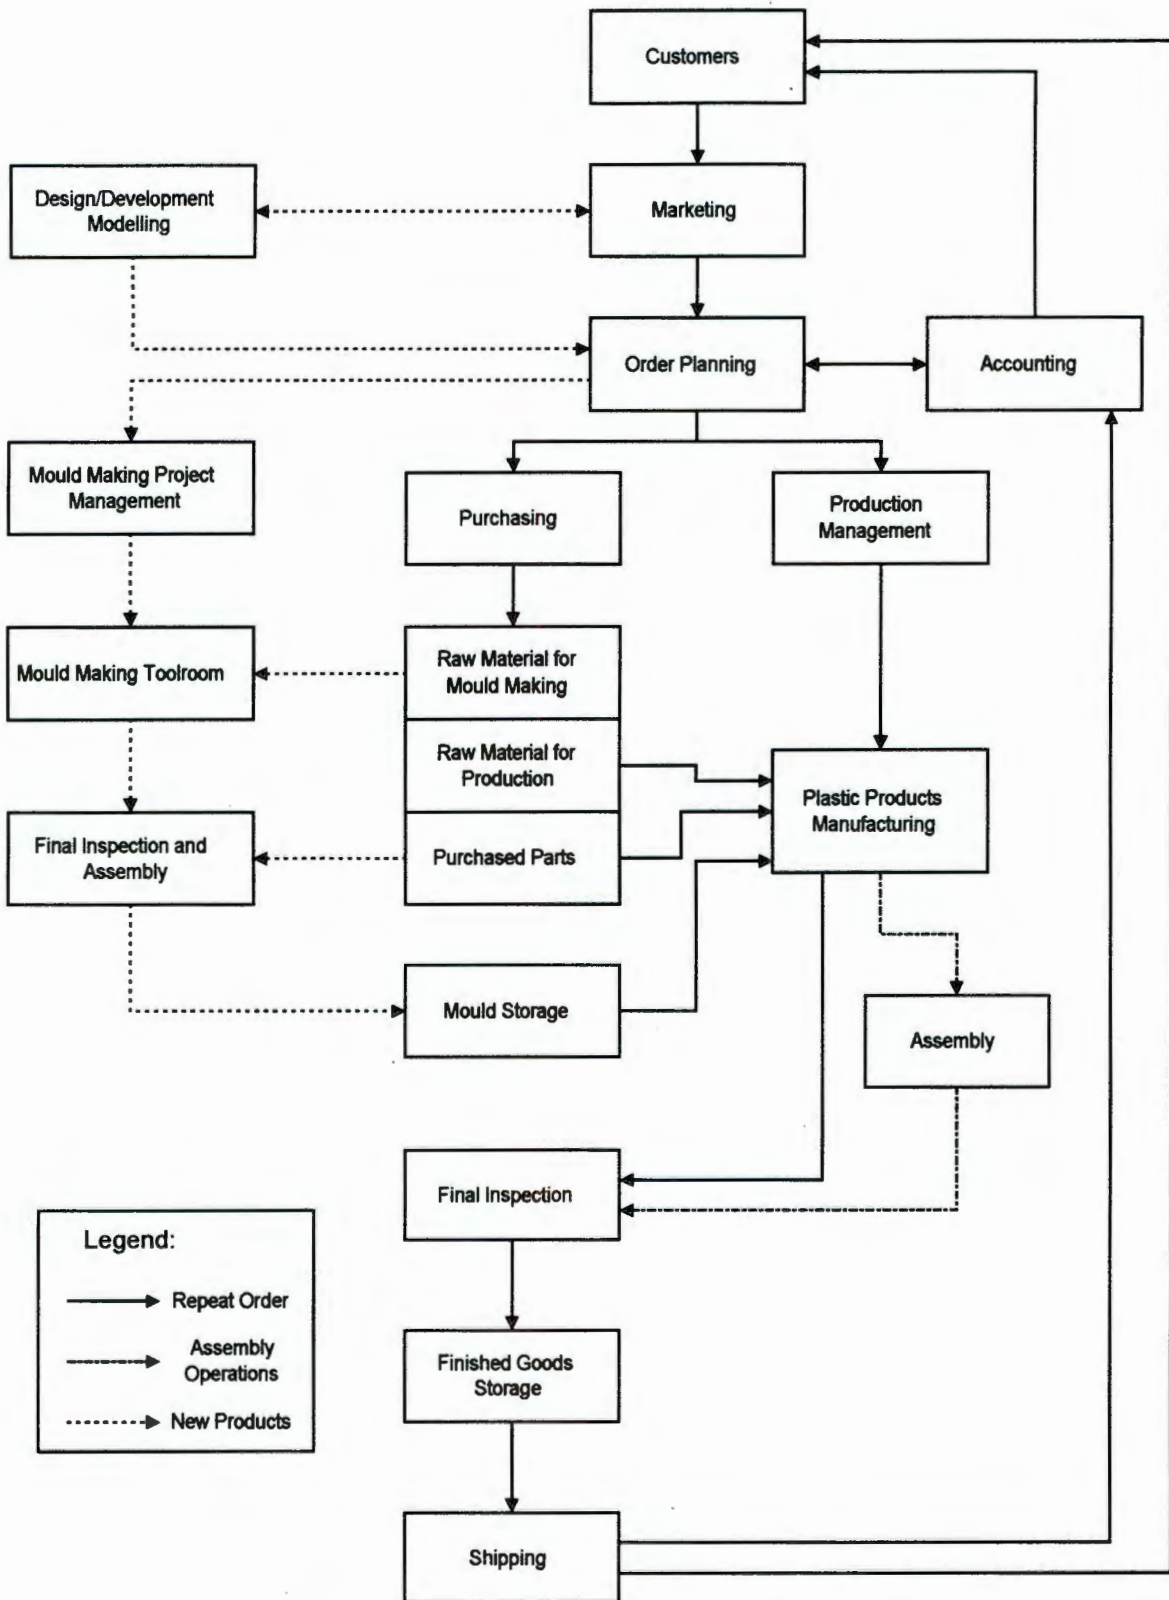 Customers
Design/Development
Modelling
Marketing
Order Planning
Accounting
Mould Making Project
Management
Purchasing
Production
Management
Mould Making Toolroom
Raw Material for
Mould Making
Raw Material for
Production
Plastic Products
Manufacturing
Final Inspection and
Assembly
Purchased Parts
Mould Storage
Assembly
Final Inspection
Legend:
Repeat Order
Assembly
Operations
New Products
Finished Goods
Storage
Shipping